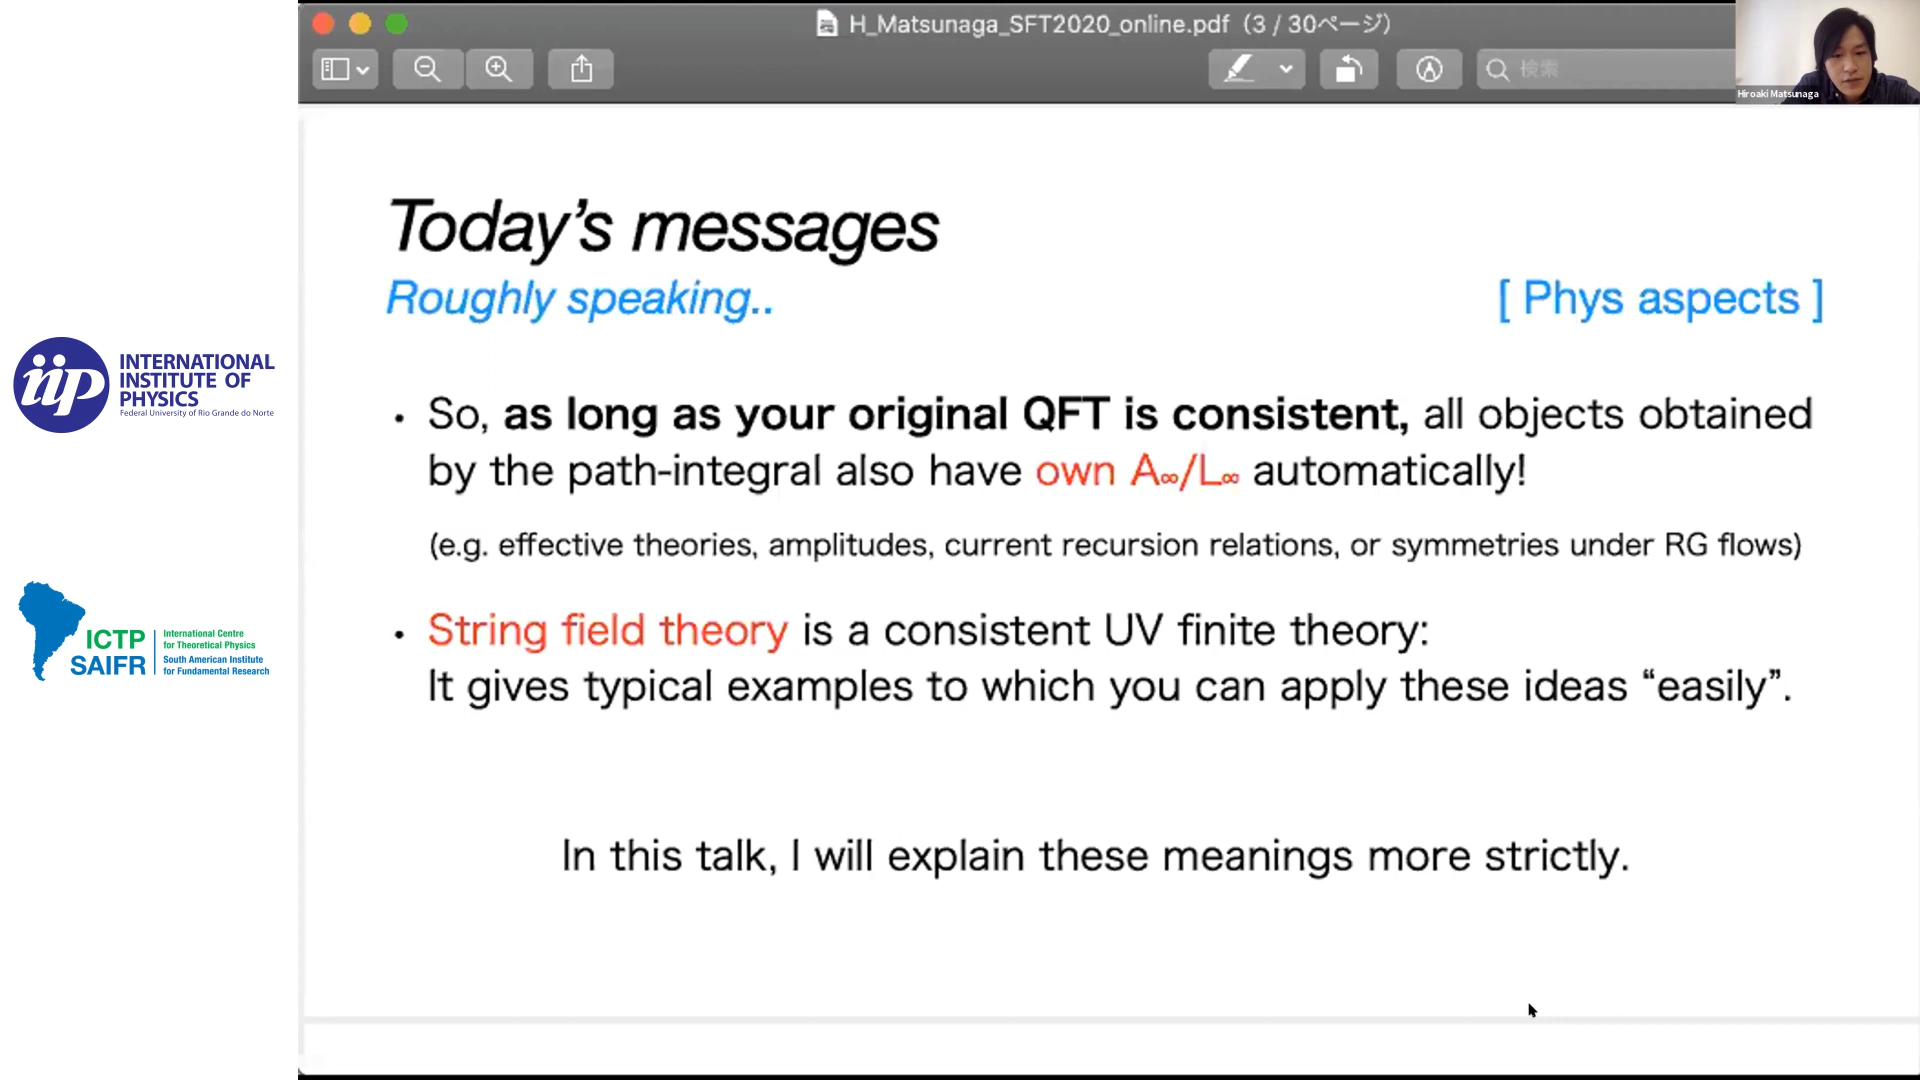 H_Matsunaga_SFT2020_online.pdf（3 / 30ページ）
検索
Hiroaki Matsunaga
Today's messages
Roughly speaking..
[ Phys aspects ]
• So, as long as your original QFT is consistent, all objects obtained
by the path-integral also have own A∞/L∞ automatically!
(e.g. effective theories, amplitudes, current recursion relations, or symmetries under RG flows)
• String field theory is a consistent UV finite theory:
It gives typical examples to which you can apply these ideas “easily”.
In this talk, I will explain these meanings more strictly.
iip
INTERNATIONAL
INSTITUTE OF
PHYSICS
Federal University of Rio Grande do Norte
ICTP
SAIFR
International Centre
for Theoretical Physics
South American Institute
for Fundamental Research